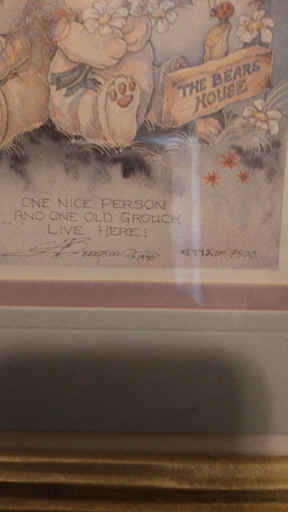 THE BEARS
HOUSE
ONE NICE PERSON
AND ONE OLD GROUCH
LIVE HERE!